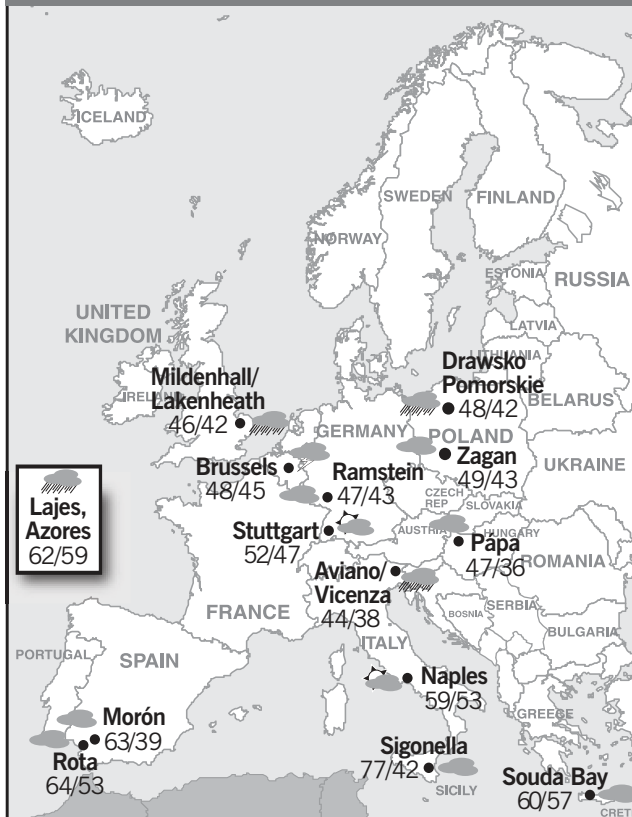 ICELAND
SWEDEN
FINLAND
NORWAY
ESTONIA
RUSSIA
LATVIA
LITHUANIA
UNITED
KINGDOM
IRELAND
Mildenhall/
Lakenheath
46/42
Drawsko
Pomorskie
48/42
BELARUS
GERMANY
POLAND
Zagan
49/43
UKRAINE
Brussels
48/45
Ramstein
47/43
CZECH
REP
SLOVAKIA
Lajes,
Azores
62/59
Stuttgart
52/47
AUSTRIA
HUNGARY
Pápa
47/36
ROMANIA
Aviano/
Vicenza
44/38
FRANCE
BOSNIA
SERBIA
BULGARIA
ITALY
PORTUGAL
SPAIN
Naples
59/53
GREECE
Morón
63/39
Rota
64/53
Sigonella
77/42
SICILY
Souda Bay
60/57
CRET